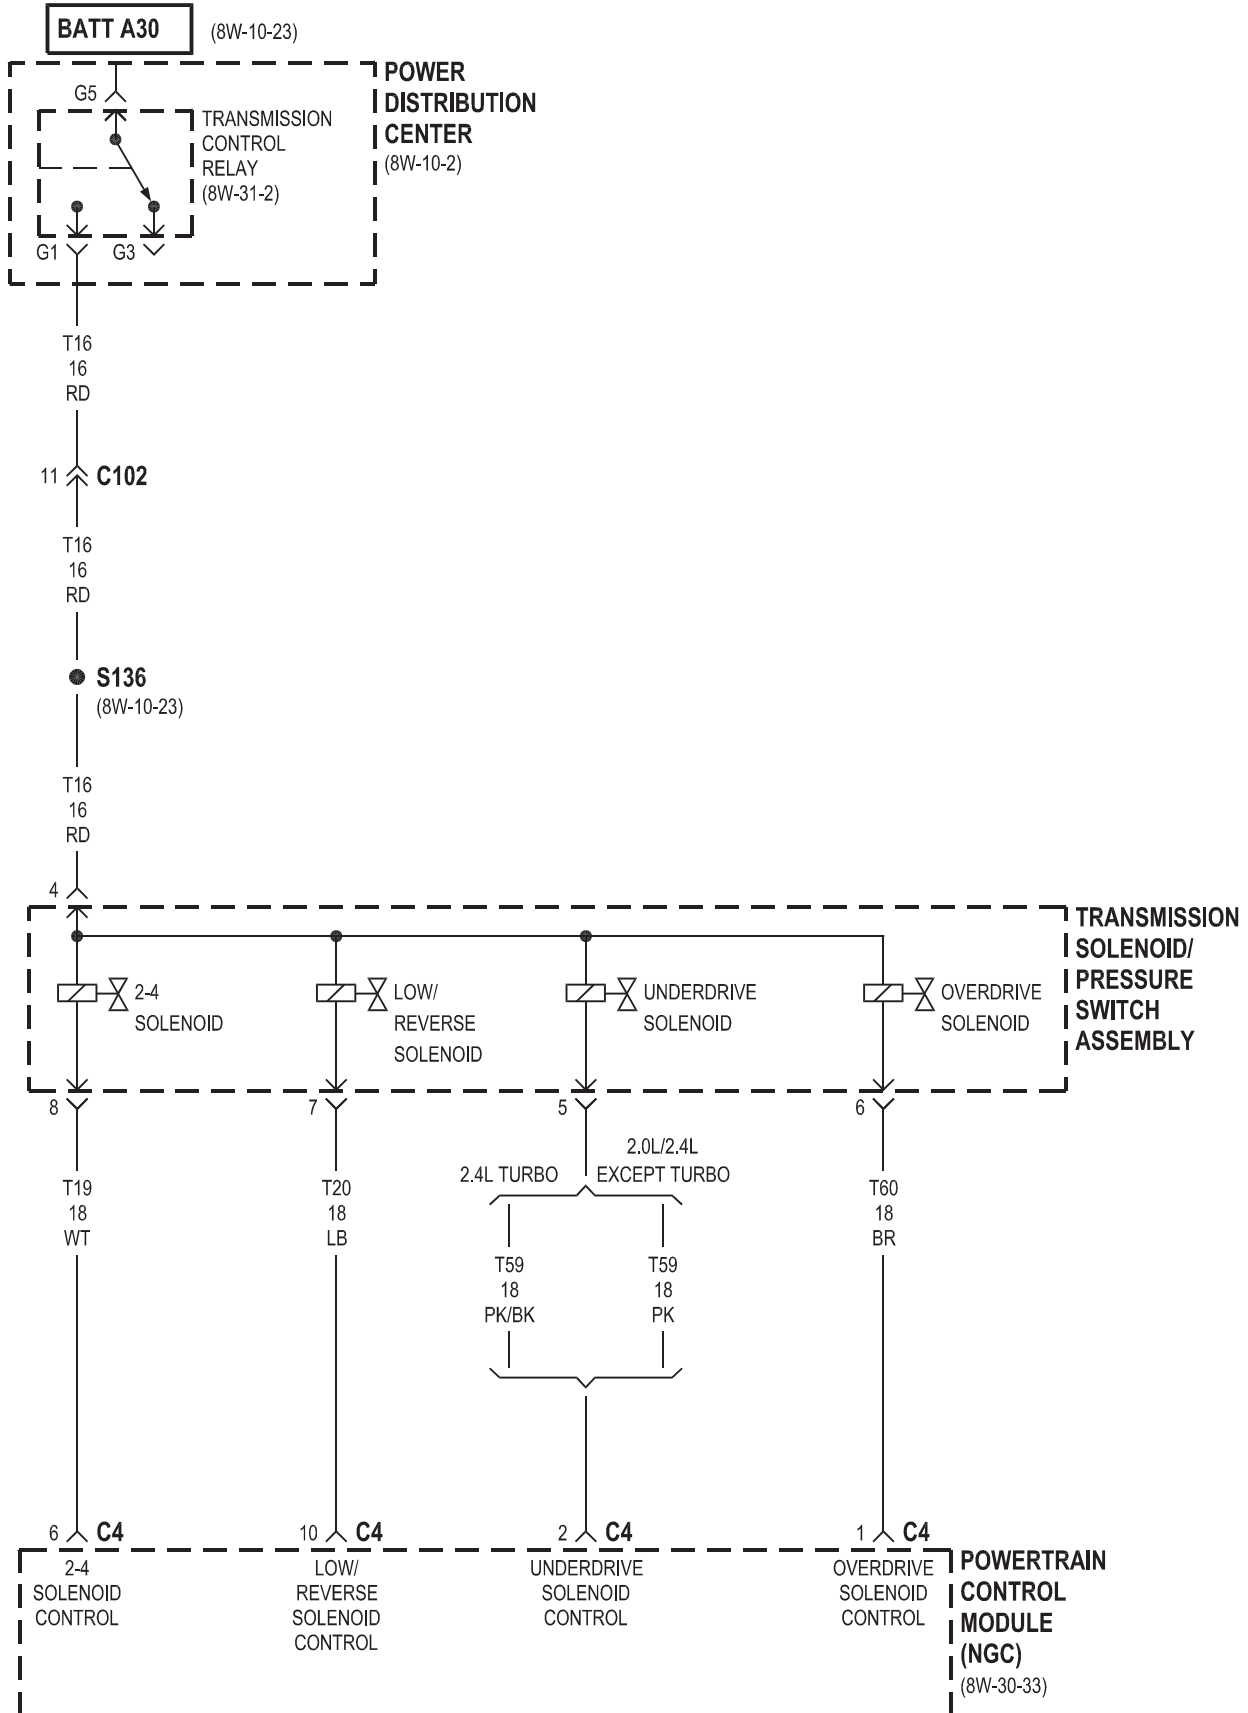 BATT A30 (8W-10-23)
POWER
DISTRIBUTION
CENTER
(8W-10-2)
G5
TRANSMISSION
CONTROL
RELAY
(8W-31-2)
G1 G3
T16
16
RD
11 C102
T16
16
RD
S136
(8W-10-23)
T16
16
RD
4
TRANSMISSION
SOLENOID/
PRESSURE
SWITCH
ASSEMBLY
2-4
SOLENOID
LOW/
REVERSE
SOLENOID
UNDERDRIVE
SOLENOID
OVERDRIVE
SOLENOID
8 7 5 6
2.4L TURBO
2.0L/2.4L
EXCEPT TURBO
T19
18
WT
T20
18
LB
T59
18
PK/BK
T59
18
PK
T60
18
BR
6 C4 10 C4 2 C4 1 C4
2-4
SOLENOID
CONTROL
LOW/
REVERSE
SOLENOID
CONTROL
UNDERDRIVE
SOLENOID
CONTROL
OVERDRIVE
SOLENOID
CONTROL
POWERTRAIN
CONTROL
MODULE
(NGC)
(8W-30-33)